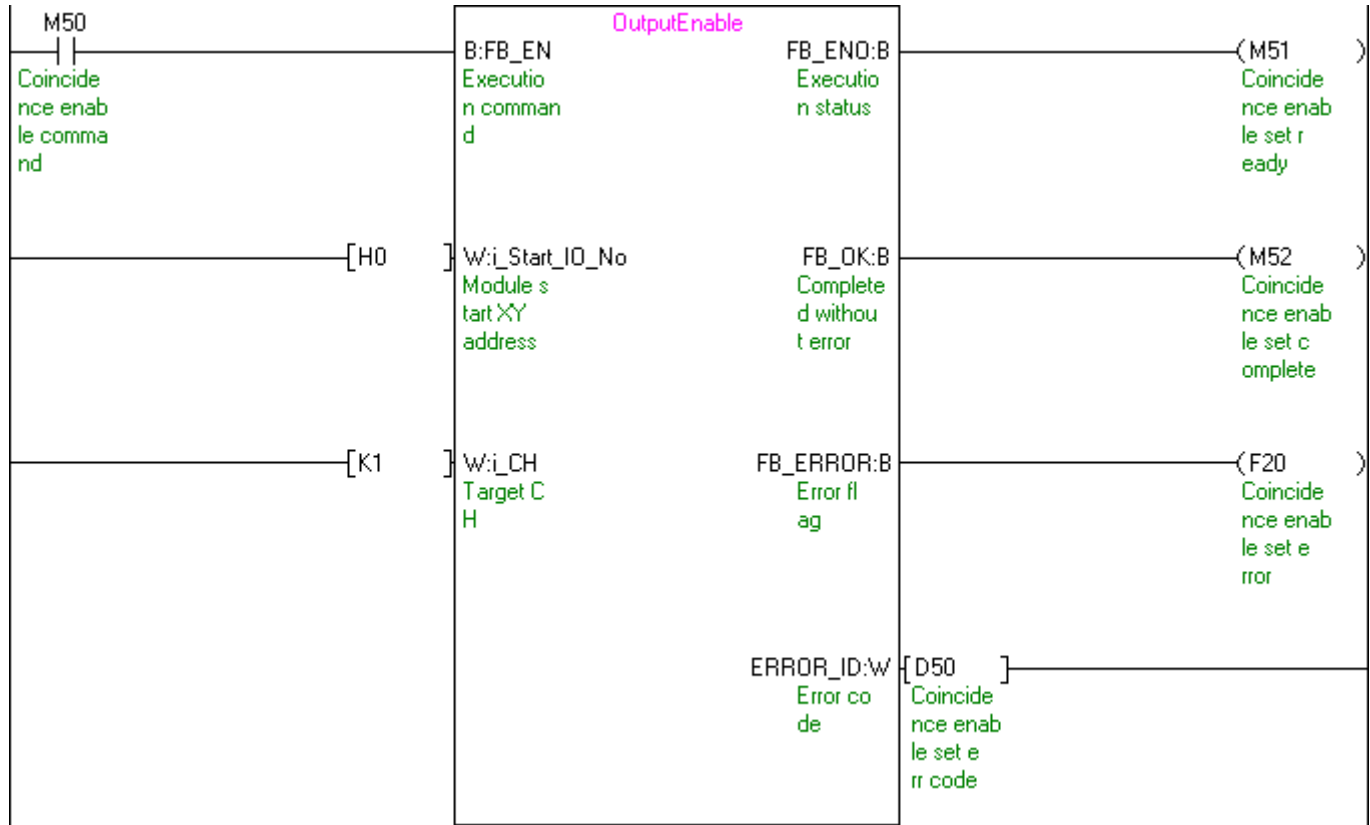 M50
OutputEnable
B:FB_EN
FB_ENO:B
(M51 )
Coincide
nce enab
le comma
nd
Executio
n comman
d
Executio
n status
Coincide
nce enab
le set r
eady
[H0 ]
W:i_Start_IO_No
FB_OK:B
(M52 )
Module s
tart XY
address
Complete
d withou
t error
Coincide
nce enab
le set c
omplete
[K1 ]
W:i_CH
FB_ERROR:B
(F20 )
Target C
H
Error fl
ag
Coincide
nce enab
le set e
rror
ERROR_ID:W
[D50 ]
Error co
de
Coincide
nce enab
le set e
rr code